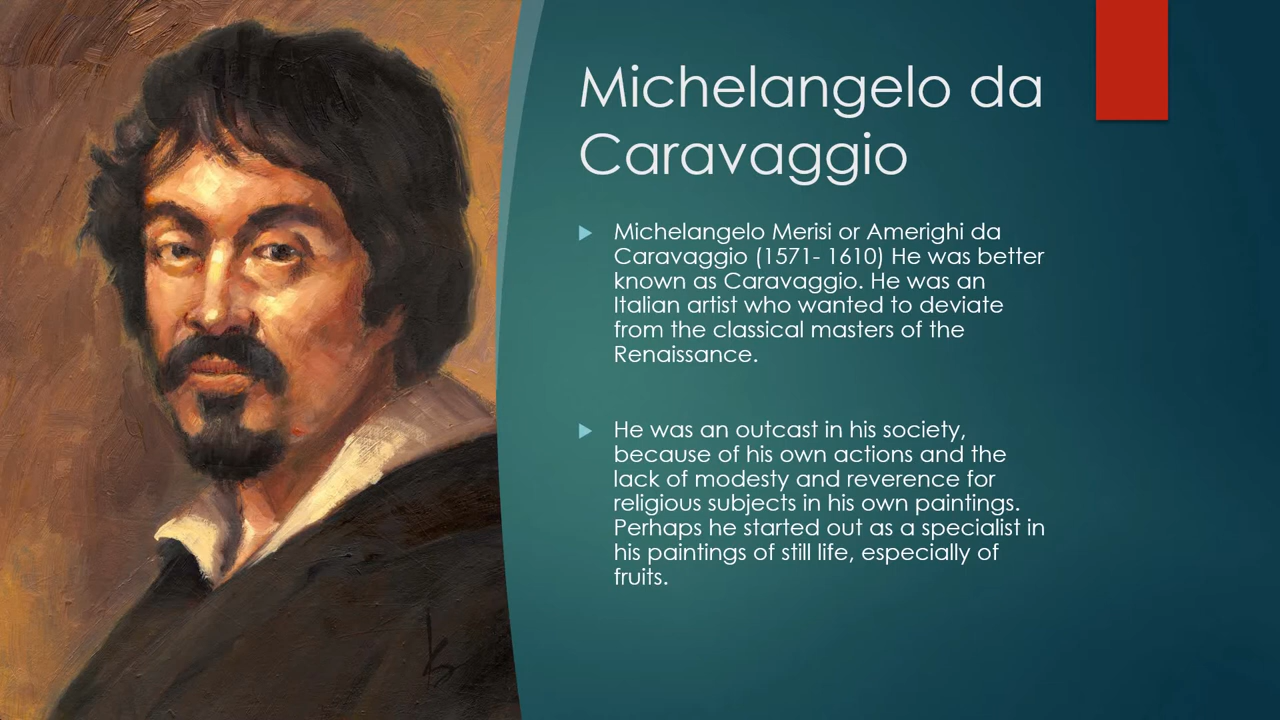 Michelangelo da
Caravaggio
Michelangelo Merisi or Amerighi da
Caravaggio (1571- 1610) He was better
known as Caravaggio. He was an
Italian artist who wanted to deviate
from the classical masters of the
Renaissance.
He was an outcast in his society,
because of his own actions and the
lack of modesty and reverence for
religious subjects in his own paintings.
Perhaps he started out as a specialist in
his paintings of still life, especially of
fruits.